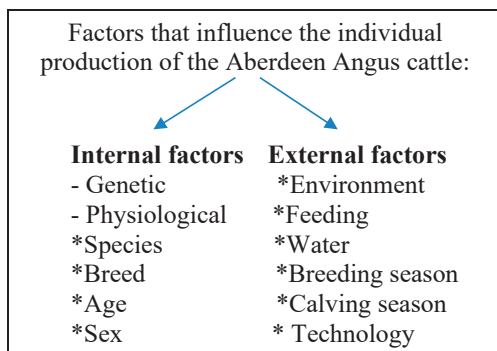 Factors that influence the individual
production of the Aberdeen Angus cattle:
Internal factors
- Genetic
- Physiological
*Species
*Breed
*Age
*Sex
External factors
*Environment
*Feeding
*Water
*Breeding season
*Calving season
* Technology